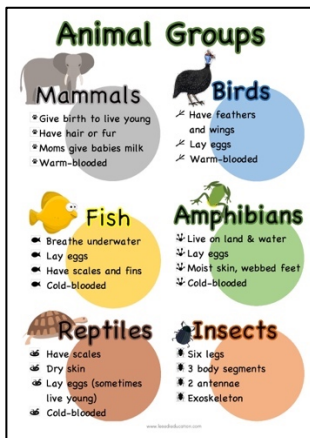 Animal Groups
Mammals
Give birth to live young
Have hair or fur
Moms give babies milk
Warm-blooded
Birds
Have feathers
and wings
Lay eggs
Warm-blooded
Fish
Breathe underwater
Lay eggs
Have scales and fins
Cold-blooded
Amphibians
Live on land & water
Lay eggs
Moist skin, webbed feet
Cold-blooded
Reptiles
Have scales
Dry skin
Lay eggs (sometimes
live young)
Cold-blooded
Insects
Six legs
3 body segments
2 antennae
Exoskeleton